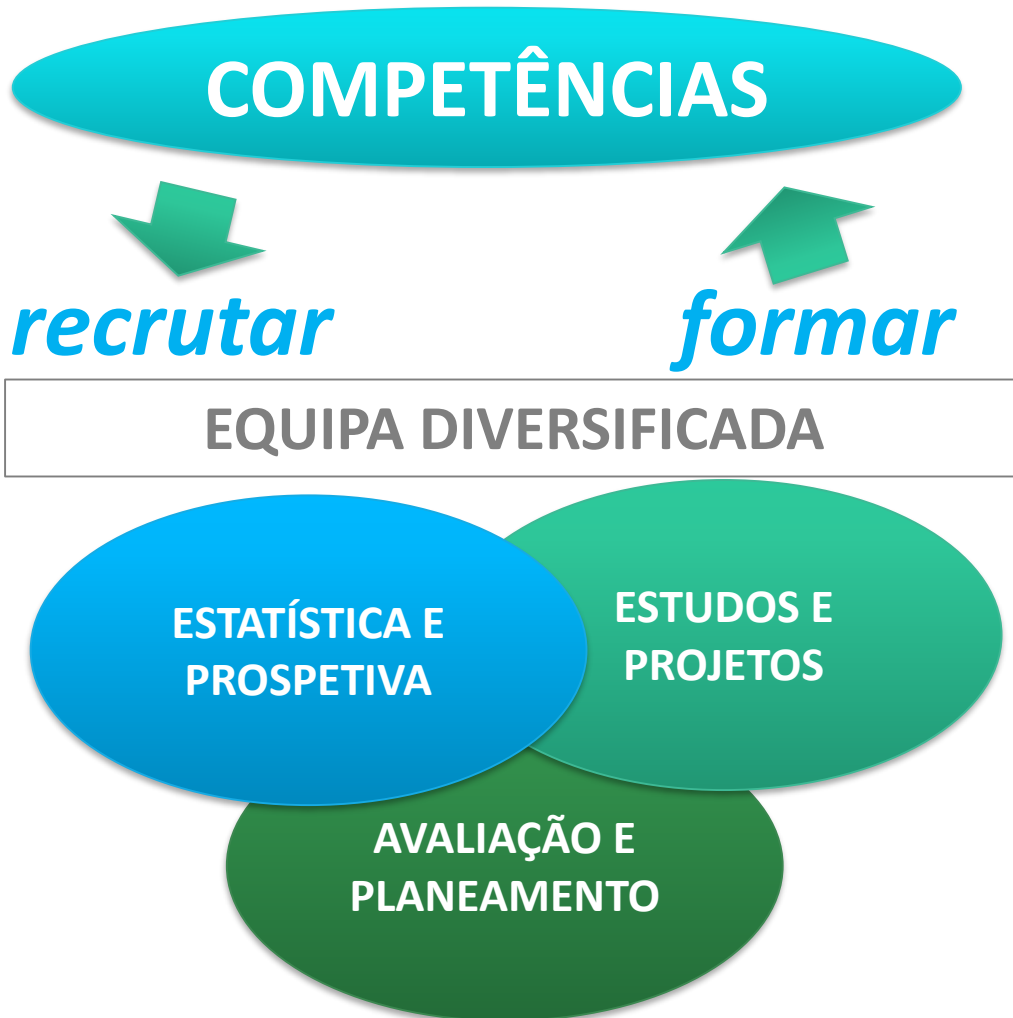 COMPETÊNCIAS
recrutar
formar
EQUIPA DIVERSIFICADA
ESTATÍSTICA E
PROSPETIVA
ESTUDOS E
PROJETOS
AVALIAÇÃO E
PLANEAMENTO